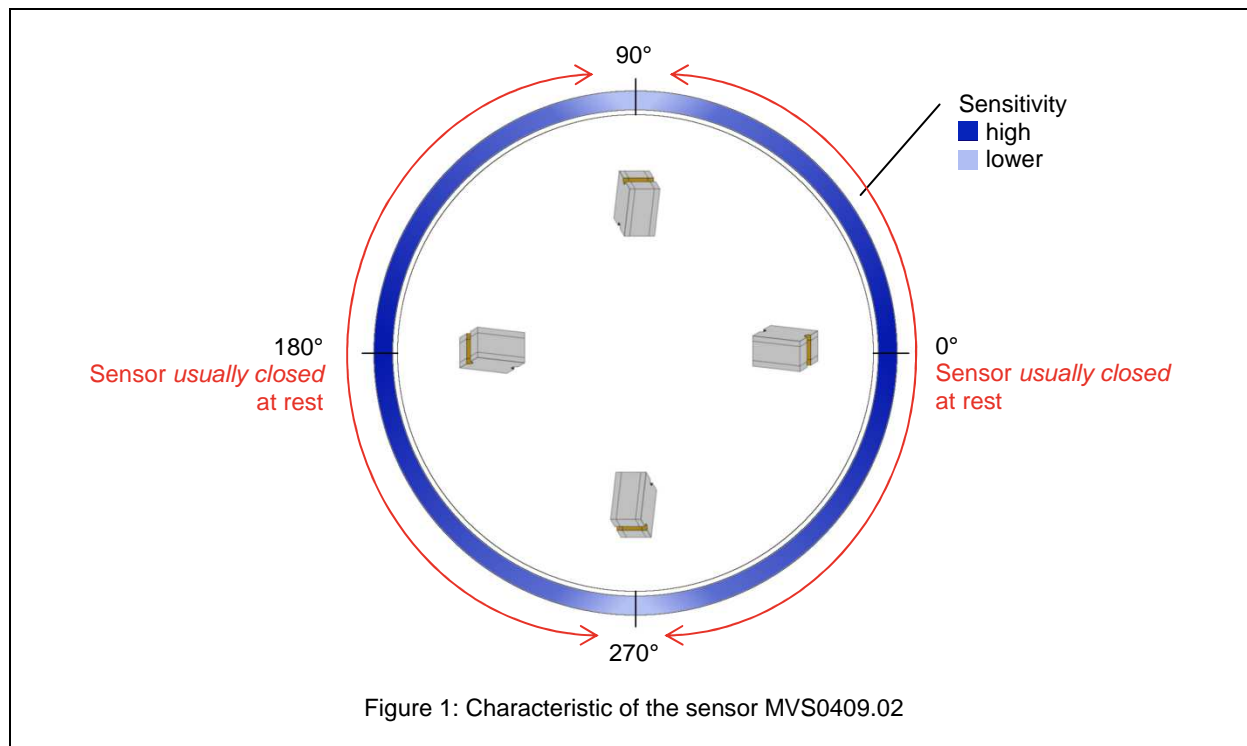 90°
Sensitivity
high
lower
180°
Sensor usually closed
at rest
0°
Sensor usually closed
at rest
270°
Figure 1: Characteristic of the sensor MVS0409.02